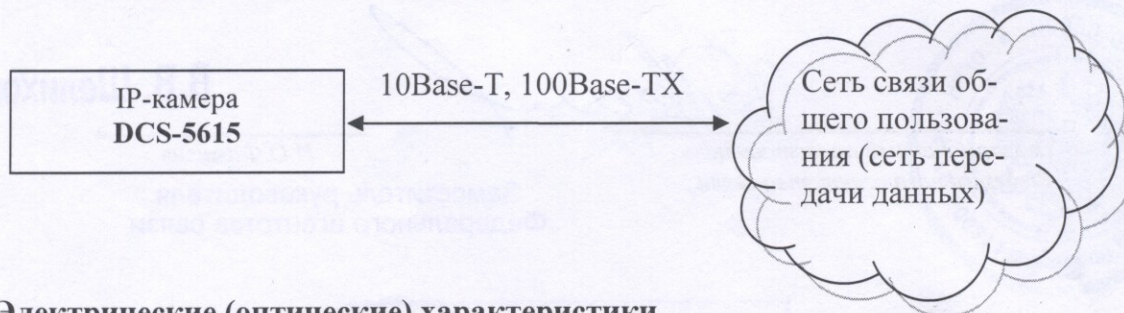 IP-камера
DCS-5615
10Base-T, 100Base-TX
Сеть связи об-
щего пользова-
ния (сеть пере-
дачи данных)
Электрические (оптические) характеристики